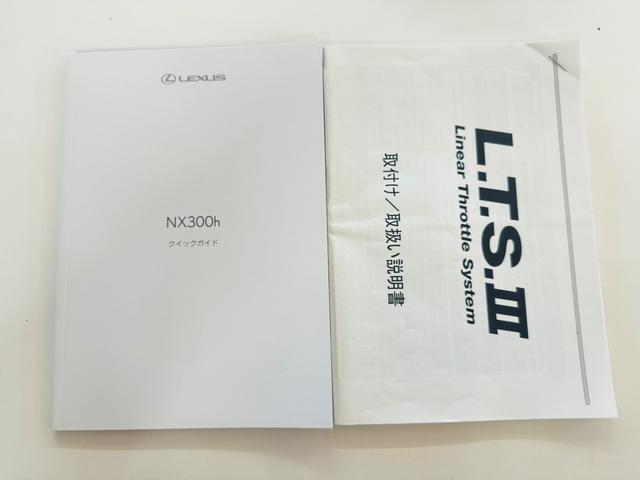 LEXUS
NX300h
クイックガイド
L.T.S.III
Linear Throttle System
取付け／取扱い説明書